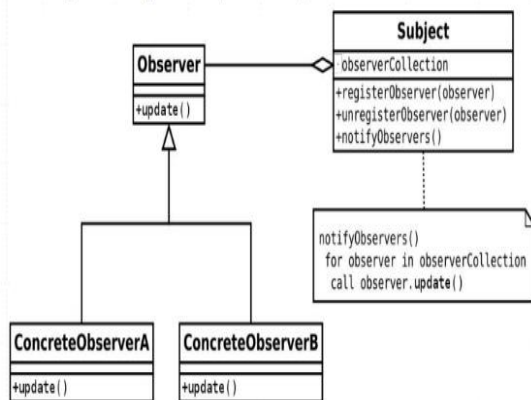 Subject
observerCollection
+registerObserver(observer)
+unregisterObserver(observer)
+notifyObservers()
Observer
+update()
notifyObservers()
for observer in observerCollection
call observer.update()
ConcreteObserverA
+update()
ConcreteObserverB
+update()